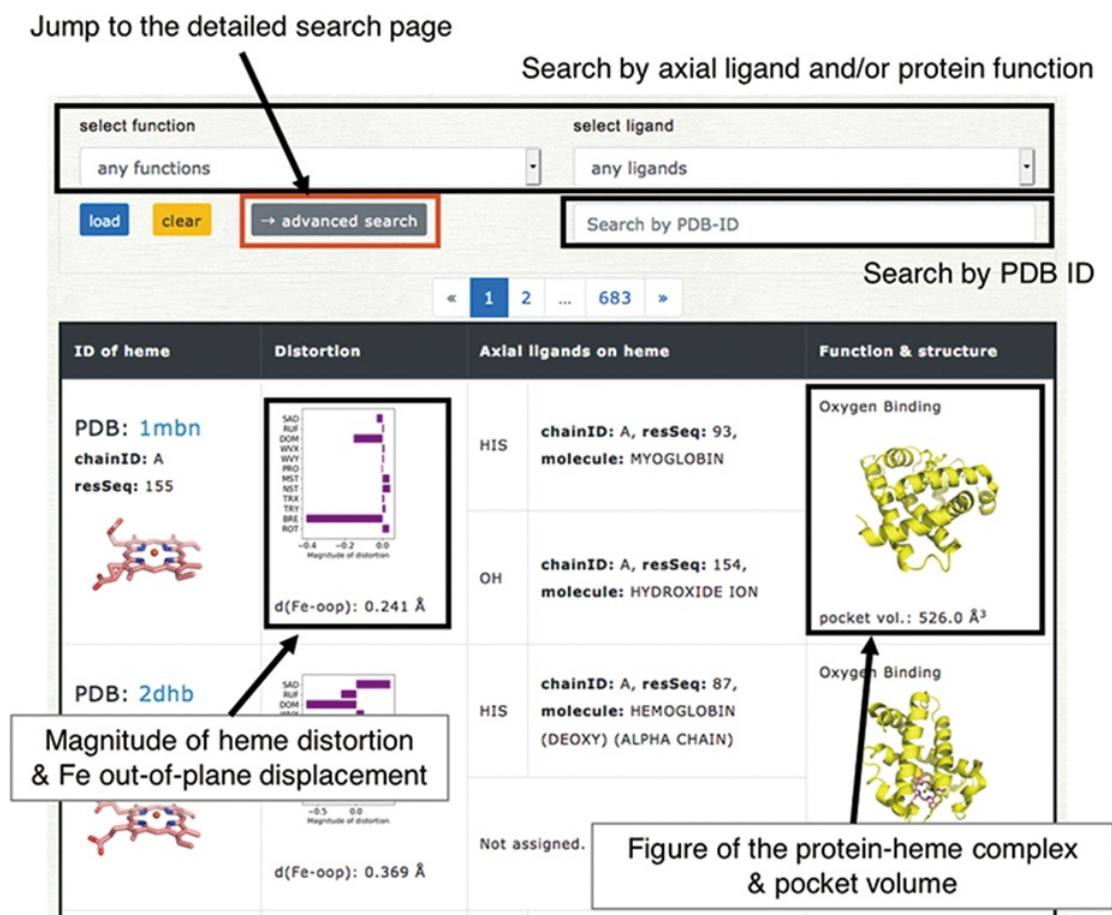 Jump to the detailed search page
Search by axial ligand and/or protein function
select function
select ligand
any functions
any ligands
load
clear
→ advanced search
Search by PDB-ID
Search by PDB ID
«
1
2
...
683
»
ID of heme
Distortion
Axial ligands on heme
Function & structure
PDB: 1mbn
chainID: A
resSeq: 155
SAD
RUF
DOM
WVX
WVY
PRO
MST
NST
TRX
TRY
BRE
ROT
−0.4
−0.2
0.0
Magnitude of distortion
d(Fe-oop): 0.241 Å
HIS
chainID: A, resSeq: 93,
molecule: MYOGLOBIN
OH
chainID: A, resSeq: 154,
molecule: HYDROXIDE ION
Oxygen Binding
pocket vol.: 526.0 Å³
PDB: 2dhb
SAD
RUF
DOM
−0.5
0.0
Magnitude of distortion
d(Fe-oop): 0.369 Å
HIS
chainID: A, resSeq: 87,
molecule: HEMOGLOBIN
(DEOXY) (ALPHA CHAIN)
Not assigned.
Oxygen Binding
Magnitude of heme distortion
& Fe out-of-plane displacement
Figure of the protein-heme complex
& pocket volume